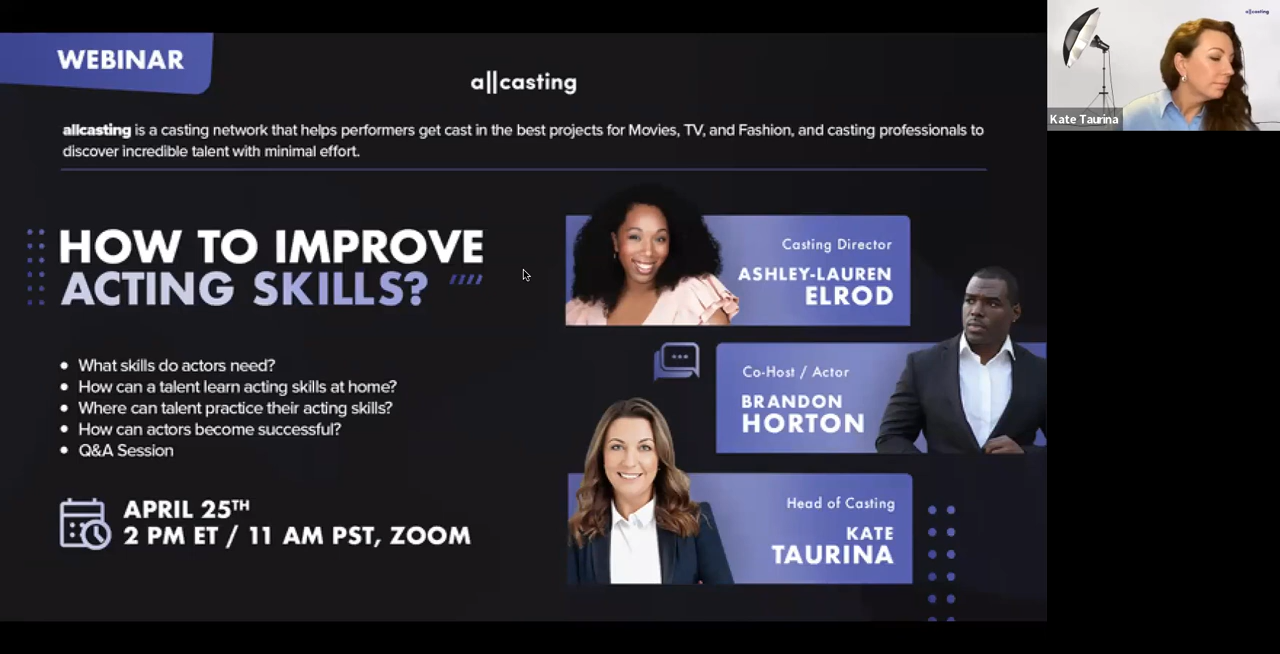 WEBINAR
a||casting
allcasting is a casting network that helps performers get cast in the best projects for Movies, TV, and Fashion, and casting professionals to
discover incredible talent with minimal effort.
HOW TO IMPROVE
ACTING SKILLS?
• What skills do actors need?
• How can a talent learn acting skills at home?
• Where can talent practice their acting skills?
• How can actors become successful?
• Q&A Session
APRIL 25TH
2 PM ET / 11 AM PST, ZOOM
Casting Director
ASHLEY-LAUREN
ELROD
Co-Host / Actor
BRANDON
HORTON
Head of Casting
KATE
TAURINA
a||casting
Kate Taurina